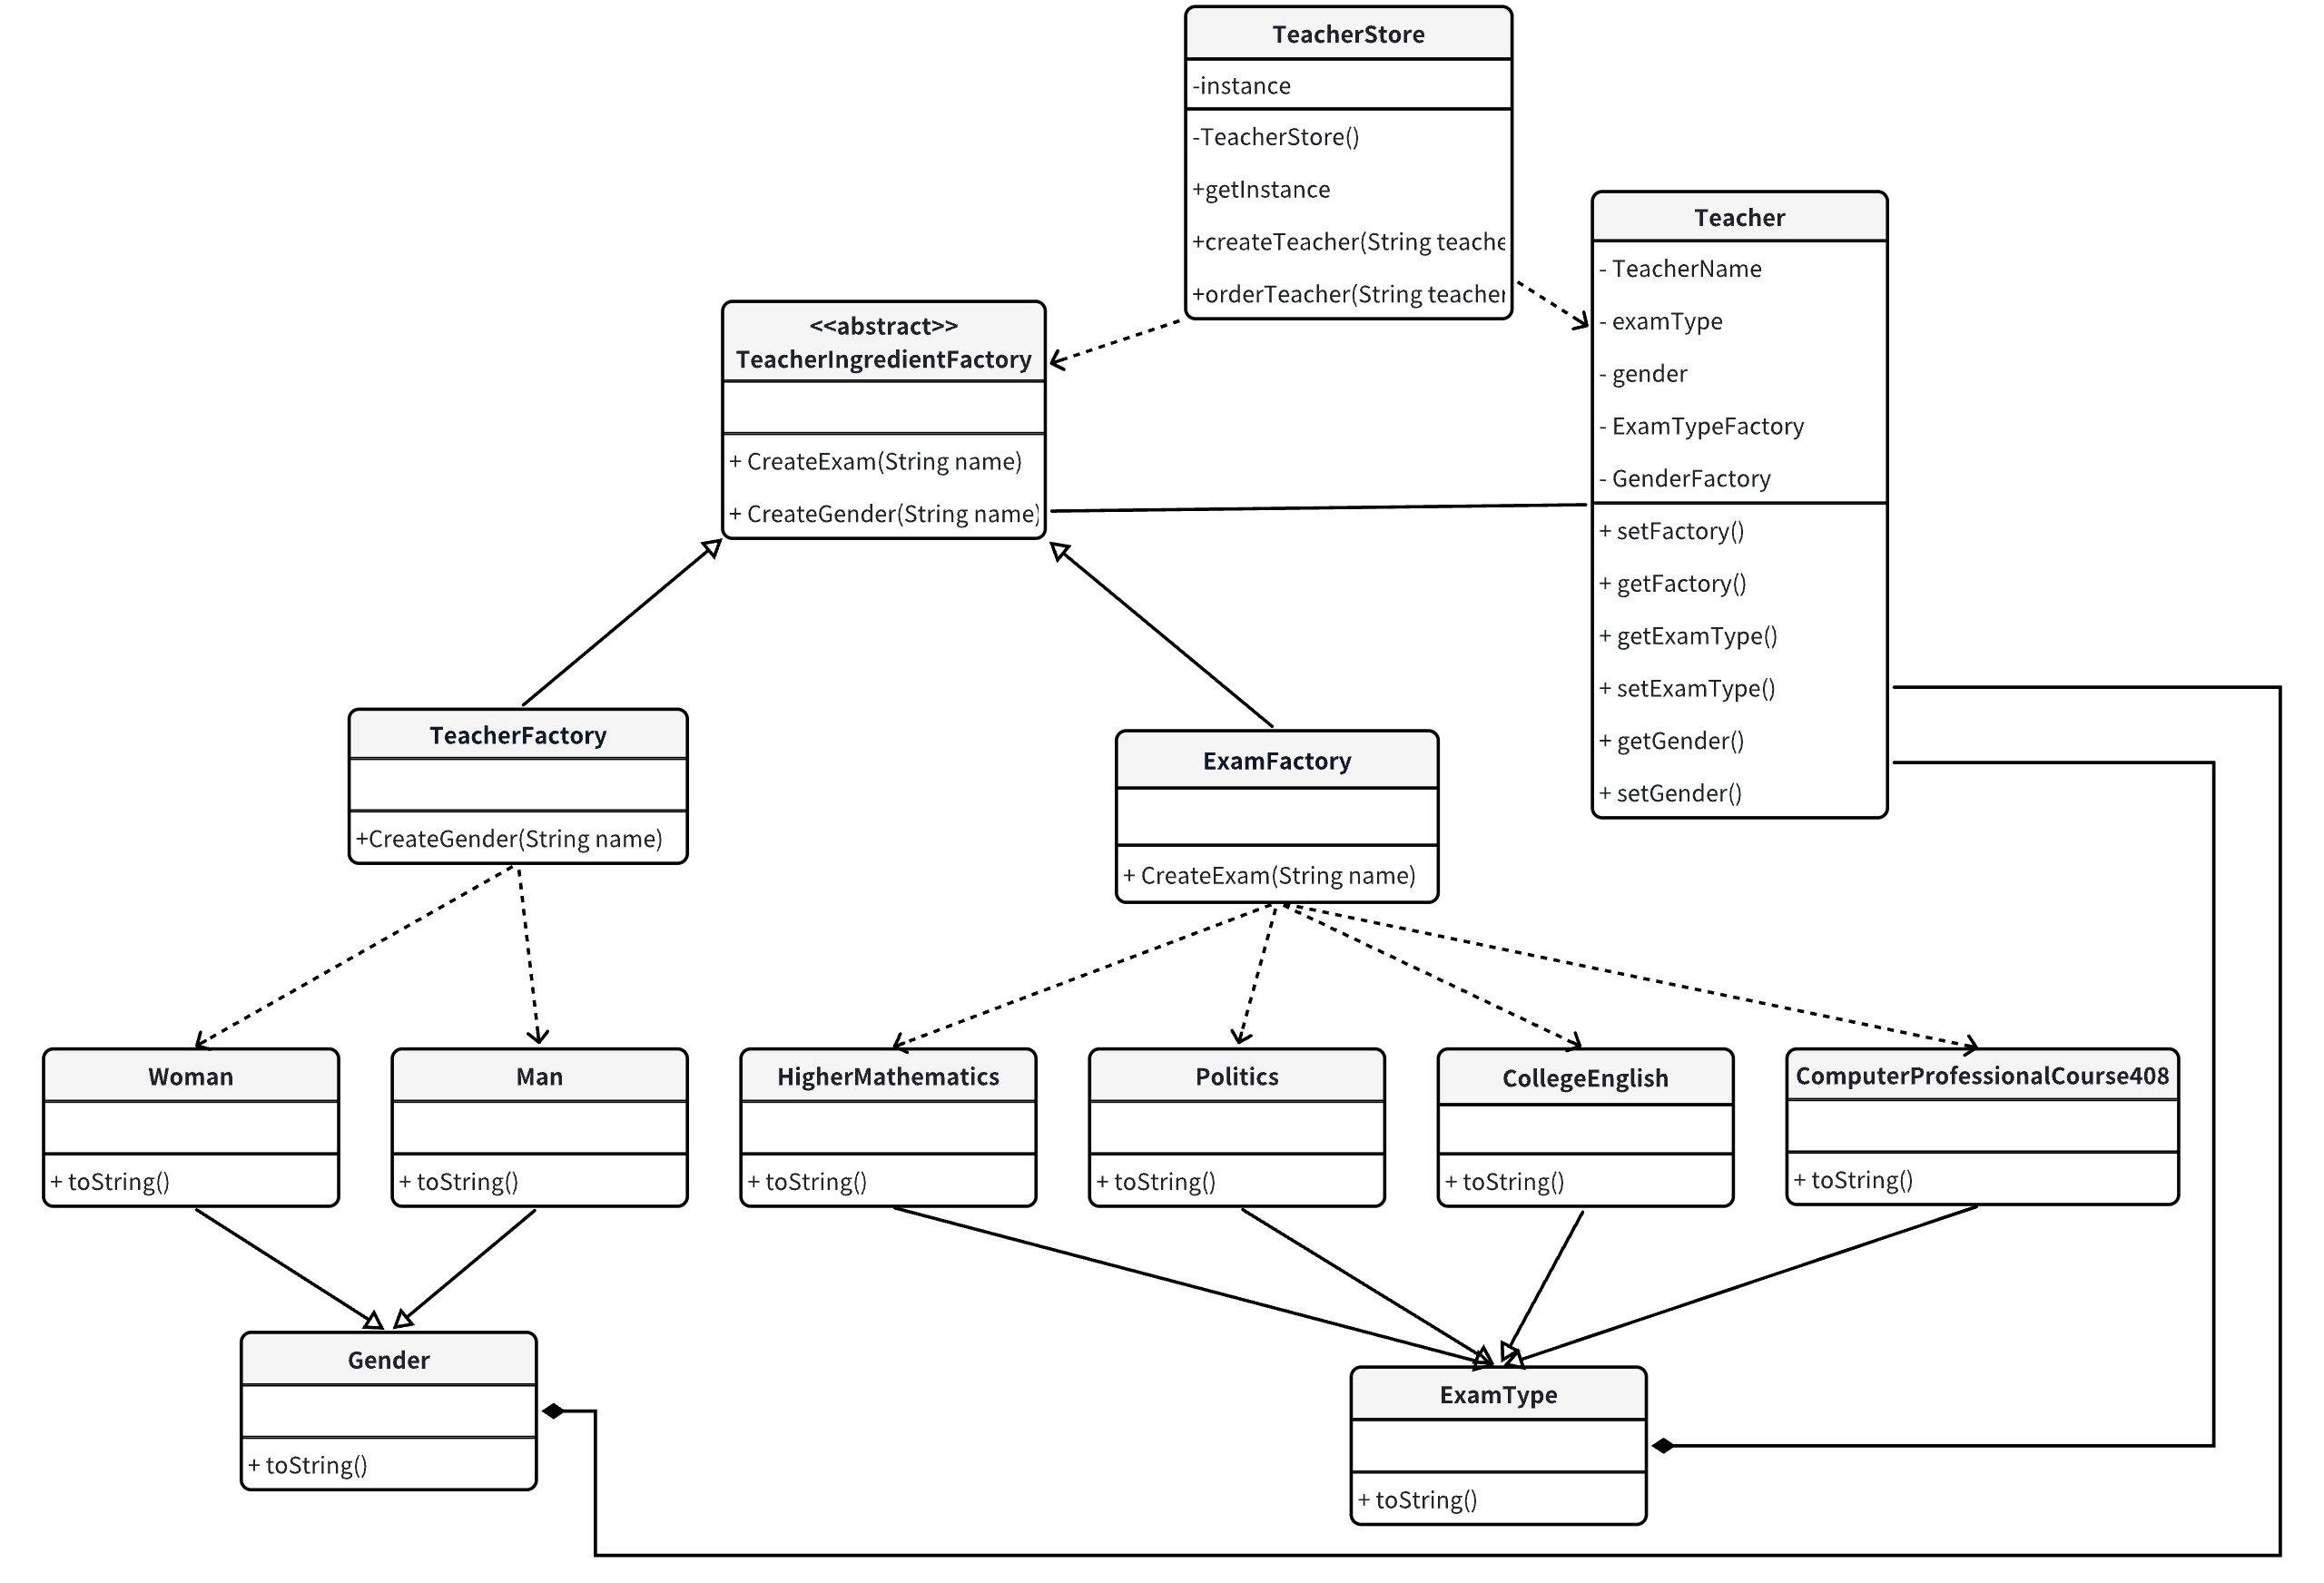 TeacherStore
-instance
-TeacherStore()
+getInstance
+createTeacher(String teache
+orderTeacher(String teacher
Teacher
- TeacherName
- examType
- gender
- ExamTypeFactory
- GenderFactory
+ setFactory()
+ getFactory()
+ getExamType()
+ setExamType()
+ getGender()
+ setGender()
<<abstract>>
TeacherIngredientFactory
+ CreateExam(String name)
+ CreateGender(String name)
TeacherFactory
+CreateGender(String name)
ExamFactory
+ CreateExam(String name)
Woman
+ toString()
Man
+ toString()
HigherMathematics
+ toString()
Politics
+ toString()
CollegeEnglish
+ toString()
ComputerProfessionalCourse408
+ toString()
Gender
+ toString()
ExamType
+ toString()